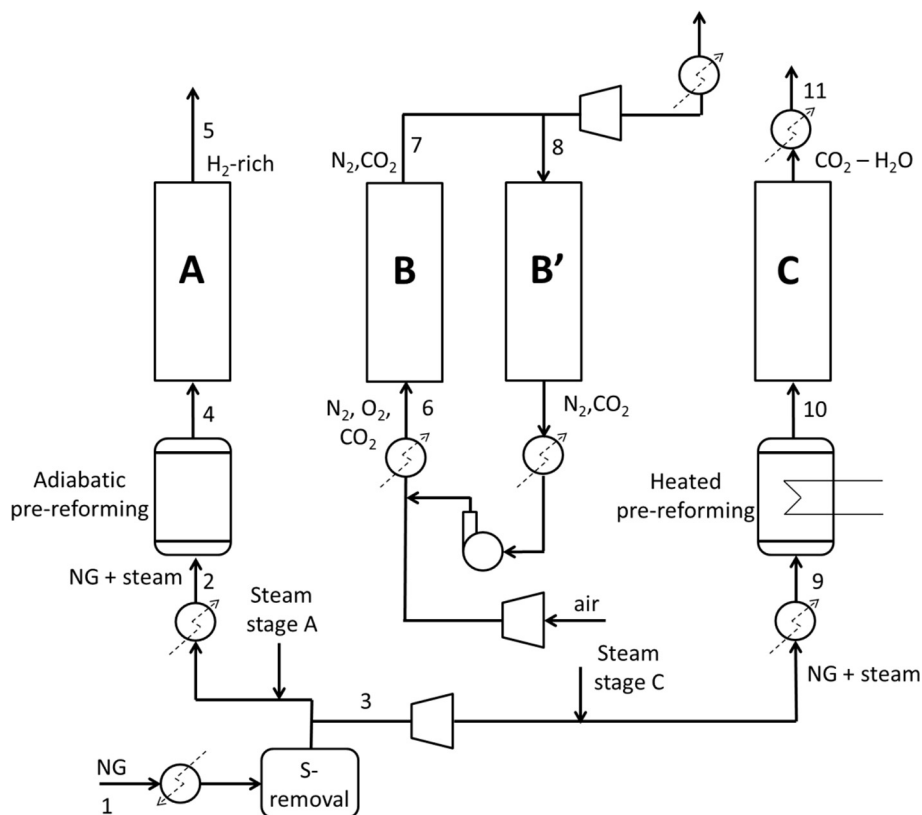 5
H₂-rich
A
4
Adiabatic
pre-reforming
NG + steam
2
Steam
stage A
NG
1
S-
removal
3
7
N₂,CO₂
8
B
B’
N₂, O₂,
CO₂
6
N₂,CO₂
air
Steam
stage C
11
CO₂ – H₂O
C
10
Heated
pre-reforming
9
NG + steam